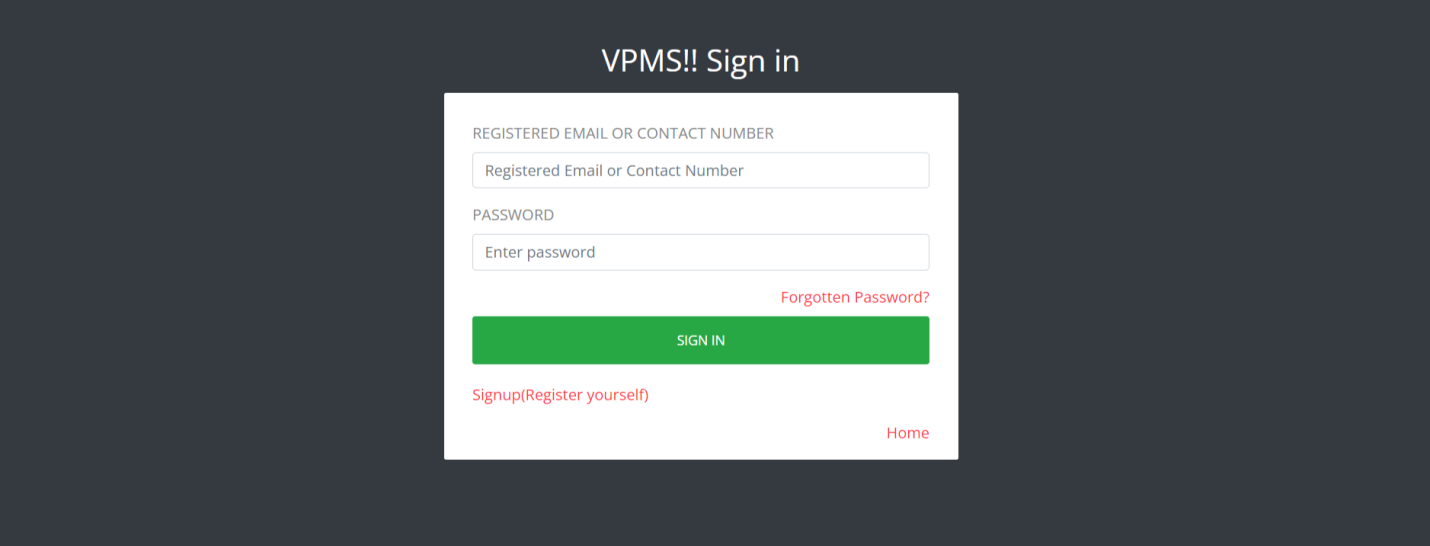 VPMS!! Sign in
REGISTERED EMAIL OR CONTACT NUMBER
Registered Email or Contact Number
PASSWORD
Enter password
Forgotten Password?
SIGN IN
Signup(Register yourself)
Home